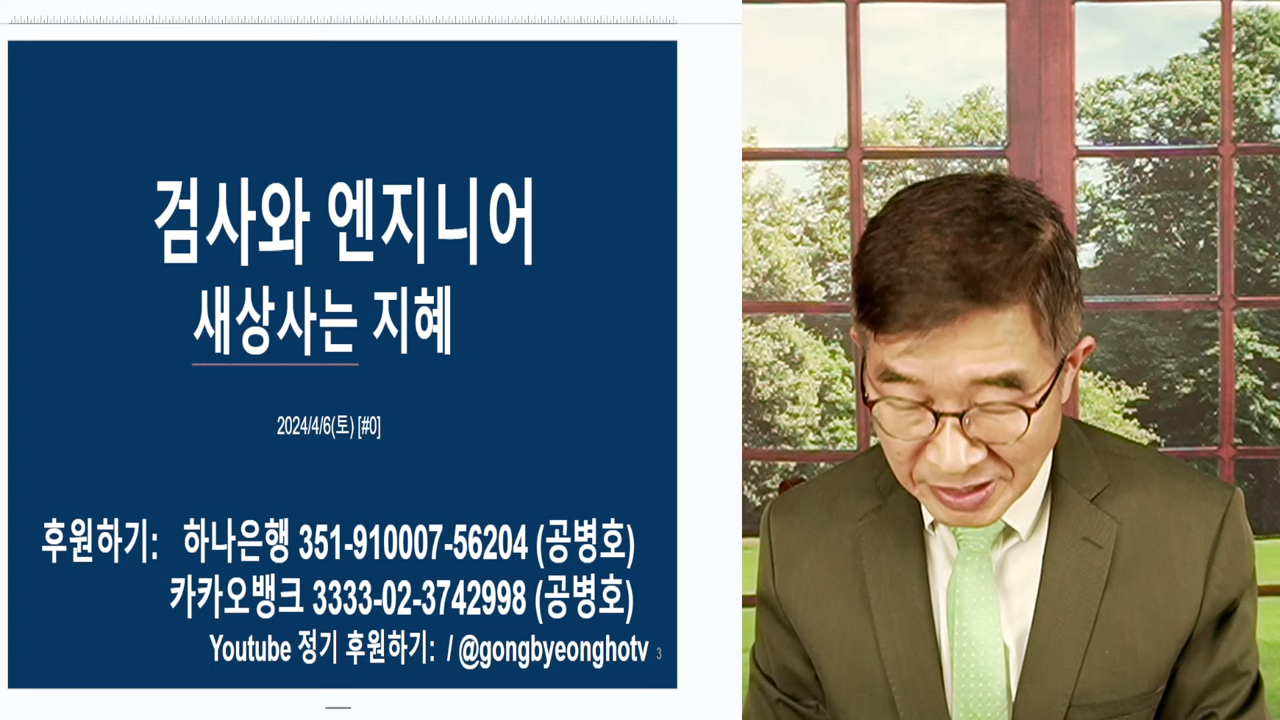 검사와 엔지니어
새상사는 지혜
2024/4/6(토) [#0]
후원하기: 하나은행 351-910007-56204 (공병호)
카카오뱅크 3333-02-3742998 (공병호)
Youtube 정기 후원하기: / @gongbyeonghotv
3